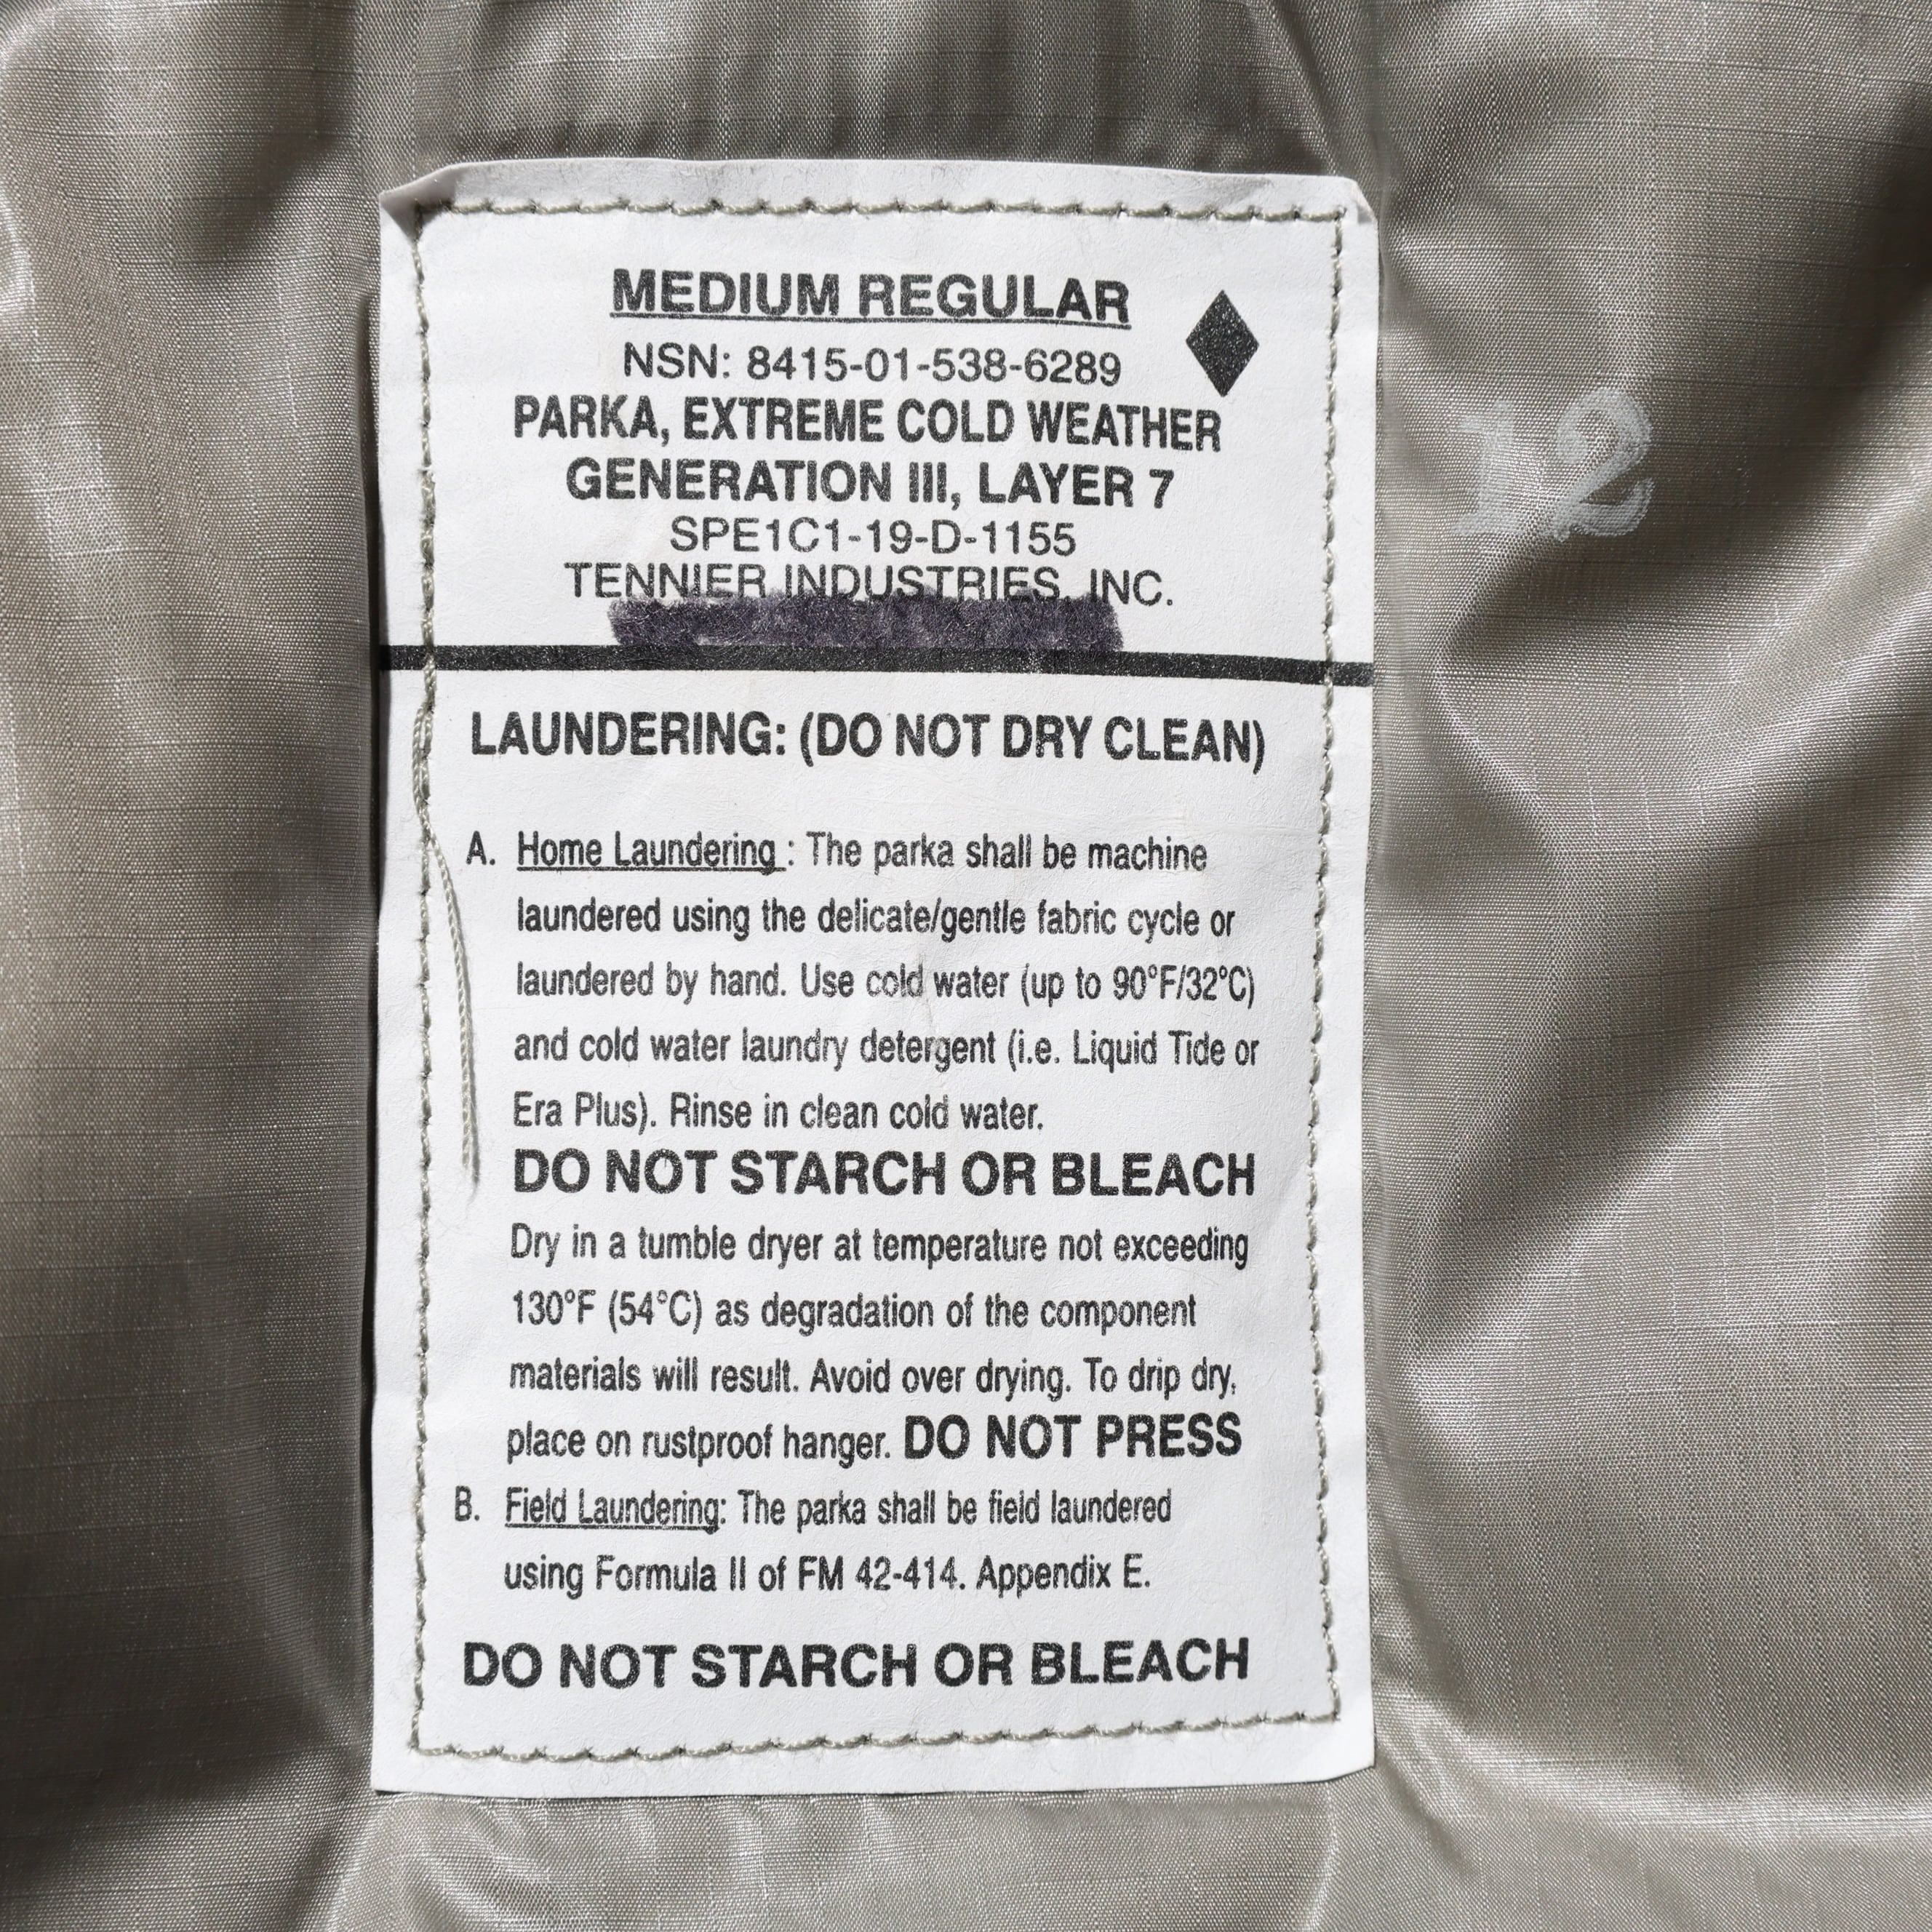 MEDIUM REGULAR
NSN: 8415-01-538-6289
PARKA, EXTREME COLD WEATHER
GENERATION III, LAYER 7
SPE1C1-19-D-1155
TENNIER INDUSTRIES, INC.
LAUNDERING: (DO NOT DRY CLEAN)
A. Home Laundering : The parka shall be machine
laundered using the delicate/gentle fabric cycle or
laundered by hand. Use cold water (up to 90°F/32°C)
and cold water laundry detergent (i.e. Liquid Tide or
Era Plus). Rinse in clean cold water.
DO NOT STARCH OR BLEACH
Dry in a tumble dryer at temperature not exceeding
130°F (54°C) as degradation of the component
materials will result. Avoid over drying. To drip dry,
place on rustproof hanger. DO NOT PRESS
B. Field Laundering: The parka shall be field laundered
using Formula II of FM 42-414. Appendix E.
DO NOT STARCH OR BLEACH
12